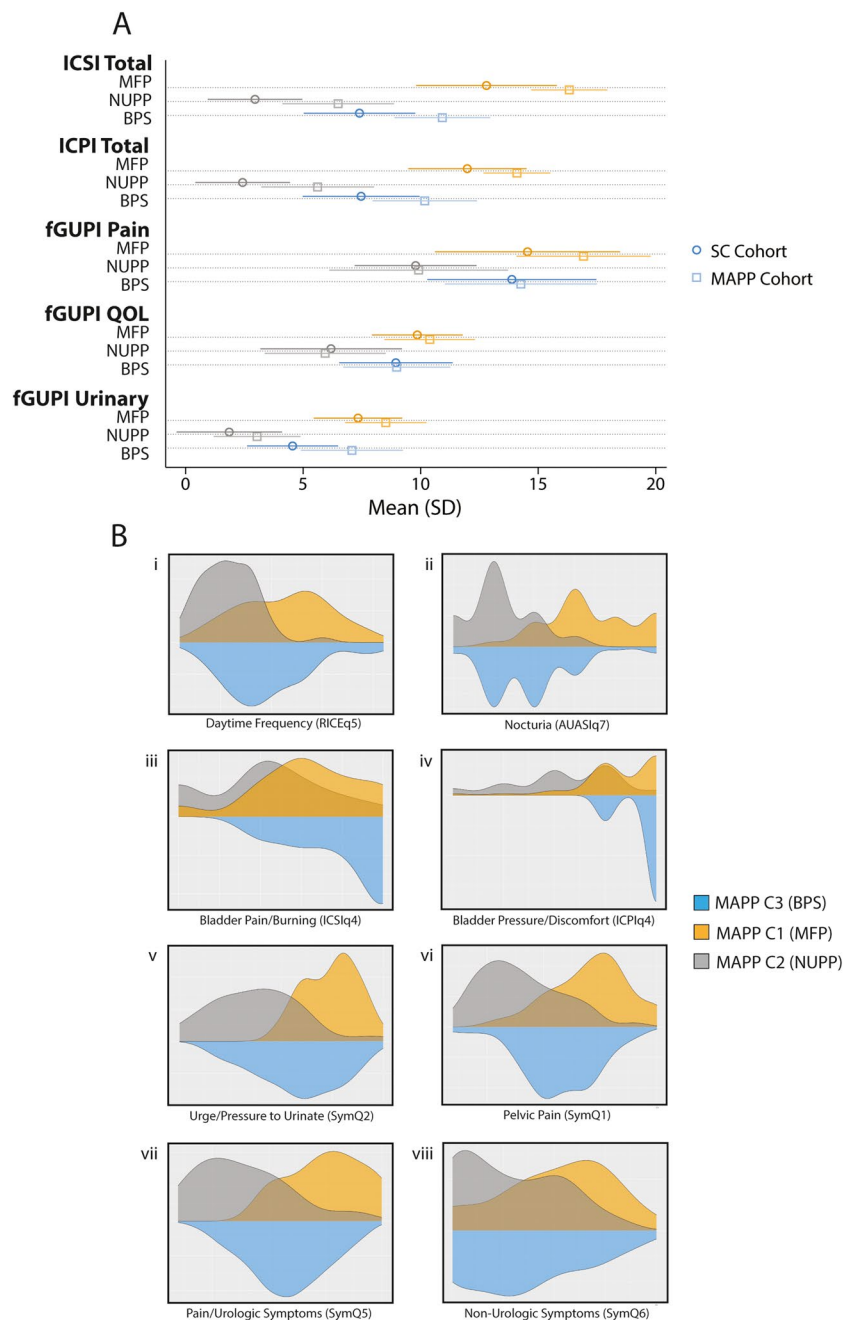 A
ICSI Total
MFP
NUPP
BPS
ICPI Total
MFP
NUPP
BPS
fGUPI Pain
MFP
NUPP
BPS
fGUPI QOL
MFP
NUPP
BPS
fGUPI Urinary
MFP
NUPP
BPS
0 5 10 15 20
Mean (SD)
SC Cohort
MAPP Cohort
B
i
Daytime Frequency (RICEq5)
ii
Nocturia (AUASIq7)
iii
Bladder Pain/Burning (ICSIq4)
iv
Bladder Pressure/Discomfort (ICPIq4)
v
Urge/Pressure to Urinate (SymQ2)
vi
Pelvic Pain (SymQ1)
vii
Pain/Urologic Symptoms (SymQ5)
viii
Non-Urologic Symptoms (SymQ6)
MAPP C3 (BPS)
MAPP C1 (MFP)
MAPP C2 (NUPP)